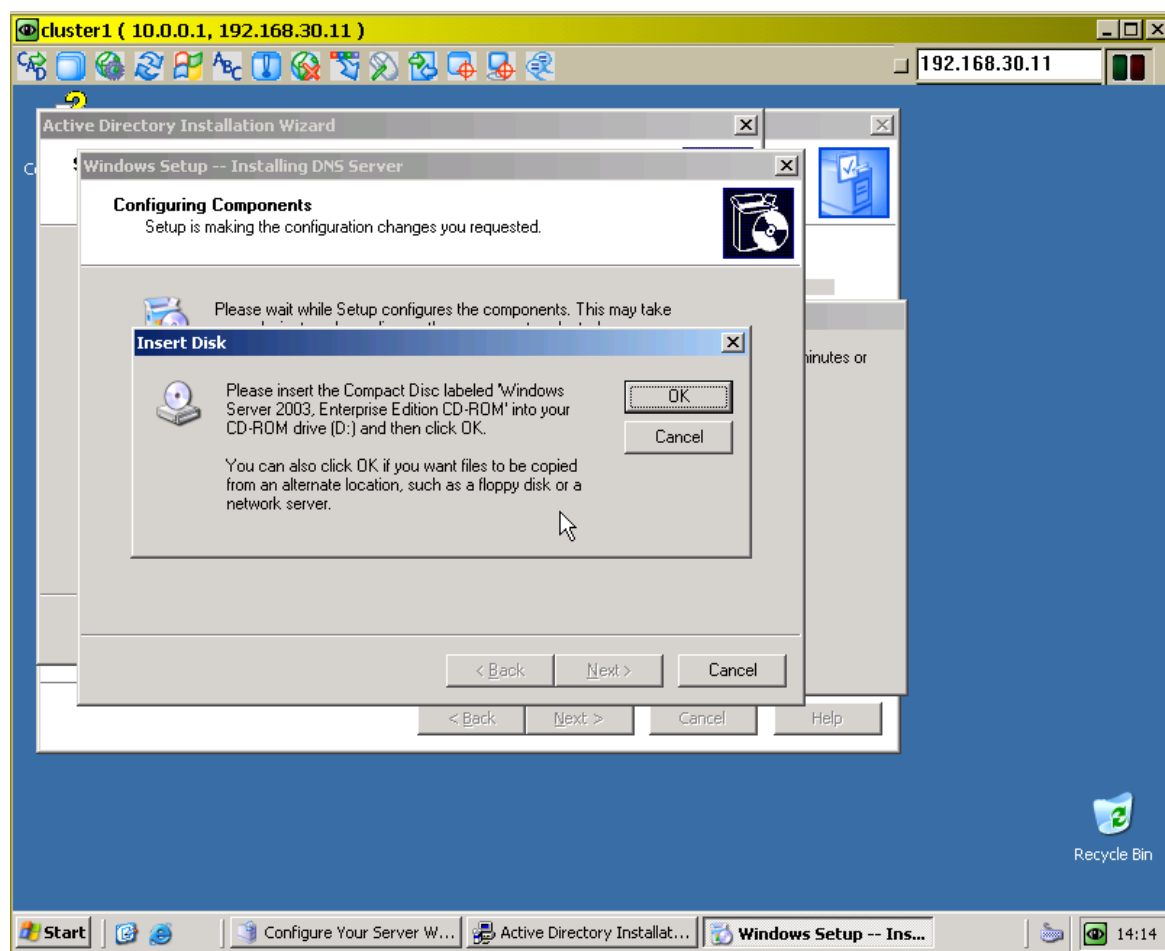 cluster1 ( 10.0.0.1, 192.168.30.11 )
192.168.30.11
Active Directory Installation Wizard
Windows Setup -- Installing DNS Server
Configuring Components
Setup is making the configuration changes you requested.
Please wait while Setup configures the components. This may take
Insert Disk
minutes or
Please insert the Compact Disc labeled 'Windows
Server 2003, Enterprise Edition CD-ROM' into your
CD-ROM drive (D:) and then click OK.
OK
Cancel
You can also click OK if you want files to be copied
from an alternate location, such as a floppy disk or a
network server.
< Back
Next >
Cancel
< Back
Next >
Cancel
Help
Recycle Bin
Start
Configure Your Server W...
Active Directory Installat...
Windows Setup -- Ins...
14:14